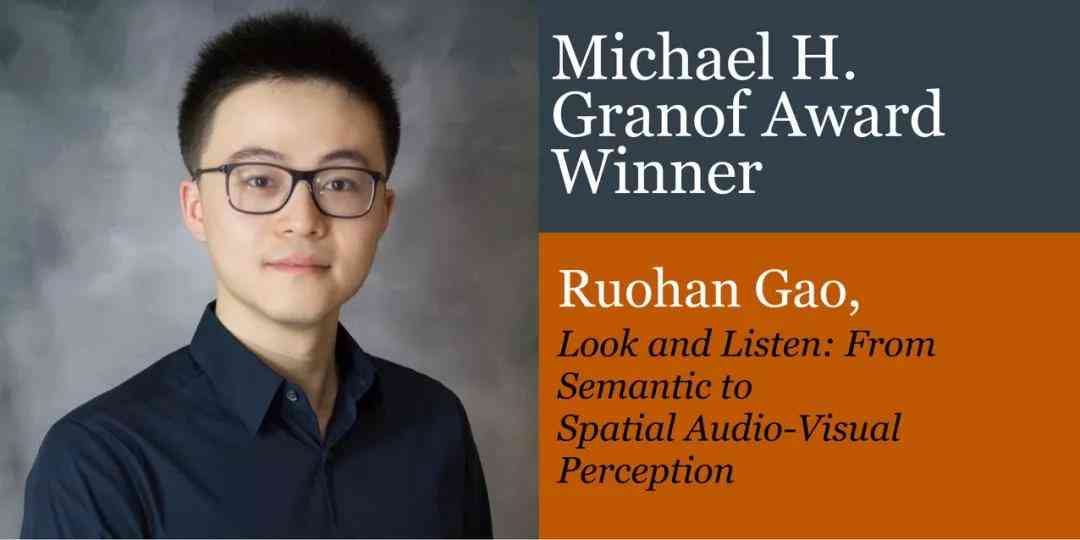 Michael H.
Granof Award
Winner
Ruohan Gao,
Look and Listen: From
Semantic to
Spatial Audio-Visual
Perception